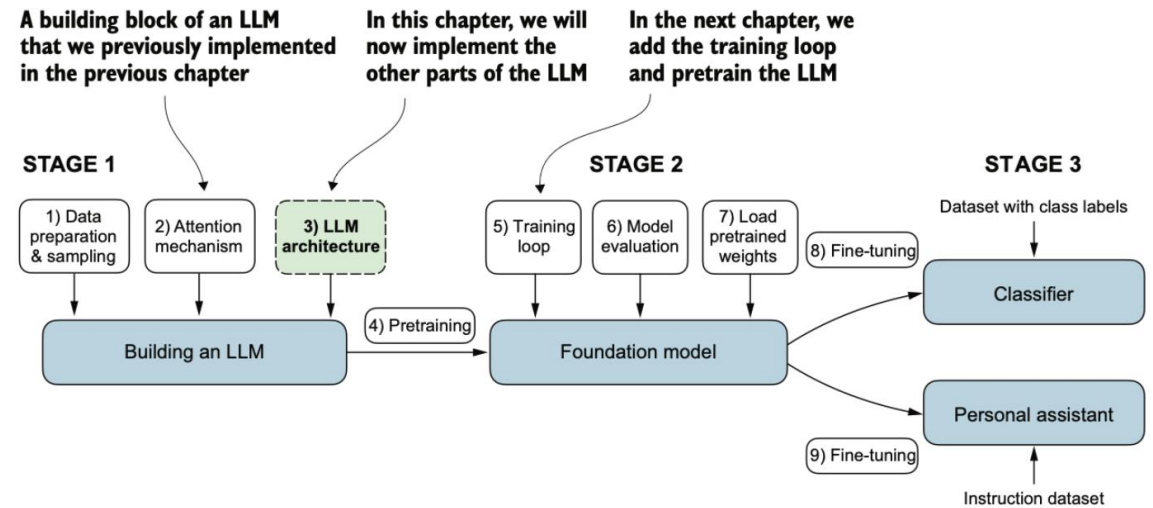 A building block of an LLM
that we previously implemented
in the previous chapter
In this chapter, we will
now implement the
other parts of the LLM
In the next chapter, we
add the training loop
and pretrain the LLM
STAGE 1
STAGE 2
STAGE 3
1) Data
preparation
& sampling
2) Attention
mechanism
3) LLM
architecture
5) Training
loop
6) Model
evaluation
7) Load
pretrained
weights
Dataset with class labels
8) Fine-tuning
Classifier
4) Pretraining
Building an LLM
Foundation model
Personal assistant
9) Fine-tuning
Instruction dataset